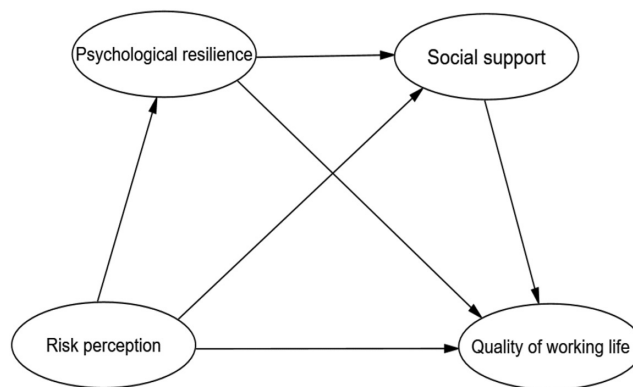 Psychological resilience
Social support
Risk perception
Quality of working life